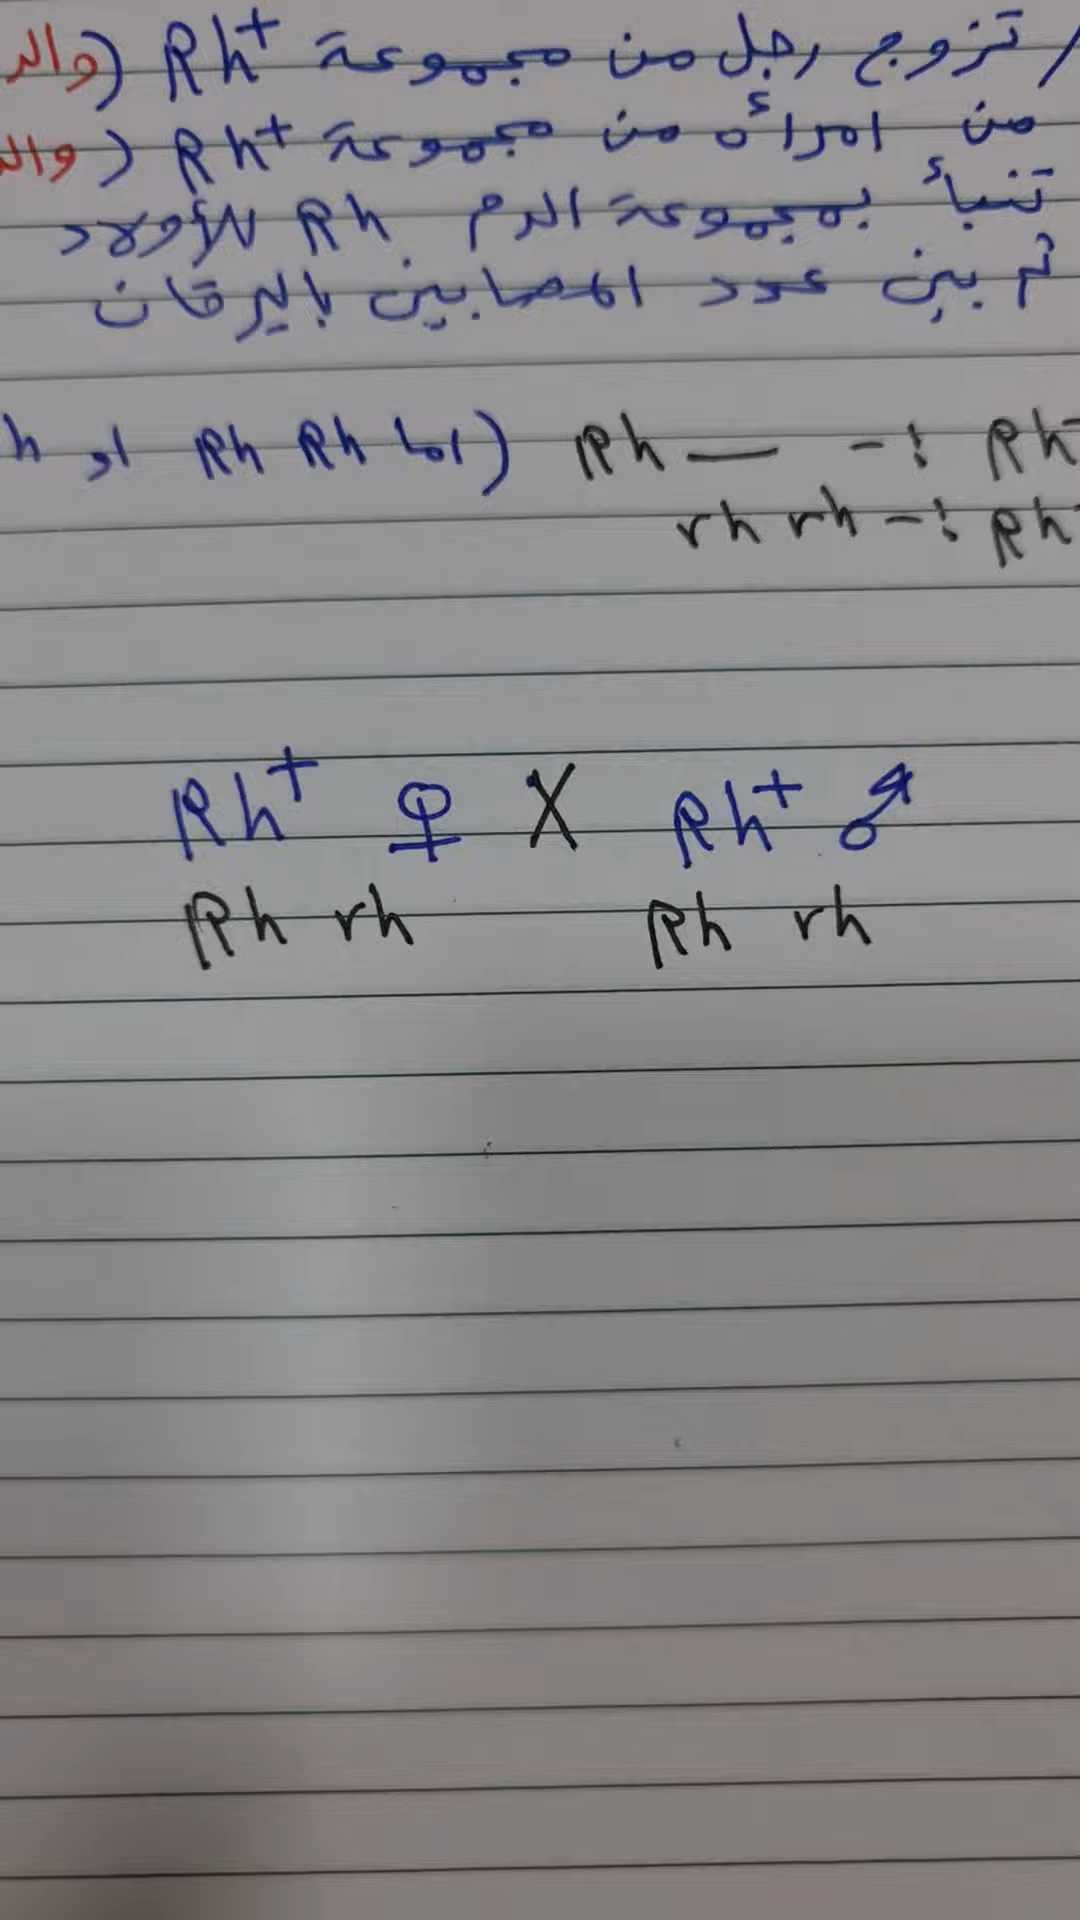 / تزوج رجل من مجموعة Rh+ (والد
من امرأه من مجموعة Rh+ (والد
تنبأ بمجموعة الدم Rh للأولاد
ثم بين عدد المصابين باليرقان
Rh :- Rh — (اما Rh Rh او
Rh :- rh rh
Rh+ ♂ X Rh+ ♀
Rh rh Rh rh